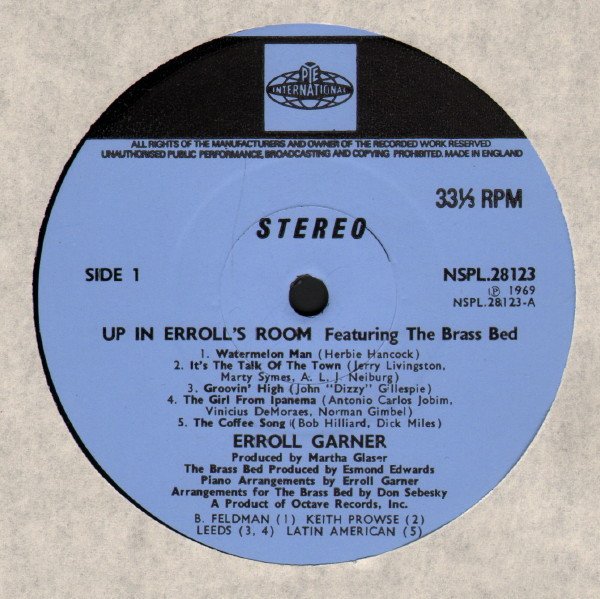 PYE
INTERNATIONAL
ALL RIGHTS OF THE MANUFACTURERS AND OWNER OF THE RECORDED WORK RESERVED
UNAUTHORISED PUBLIC PERFORMANCE, BROADCASTING AND COPYING PROHIBITED. MADE IN ENGLAND
33⅓ RPM
STEREO
SIDE 1
NSPL.28123
℗ 1969
NSPL.28123-A
UP IN ERROLL'S ROOM Featuring The Brass Bed
1. Watermelon Man (Herbie Hancock)
2. It's The Talk Of The Town (Jerry Livingston,
Marty Symes, A. L. J Neiburg)
3. Groovin' High (John "Dizzy" Gillespie)
4. The Girl From Ipanema (Antonio Carlos Jobim,
Vinicius DeMoraes, Norman Gimbel)
5. The Coffee Song (Bob Hilliard, Dick Miles)
ERROLL GARNER
Produced by Martha Glaser
The Brass Bed Produced by Esmond Edwards
Piano Arrangements by Erroll Garner
Arrangements for The Brass Bed by Don Sebesky
A Product of Octave Records, Inc.
B. FELDMAN (1) KEITH PROWSE (2)
LEEDS (3, 4) LATIN AMERICAN (5)